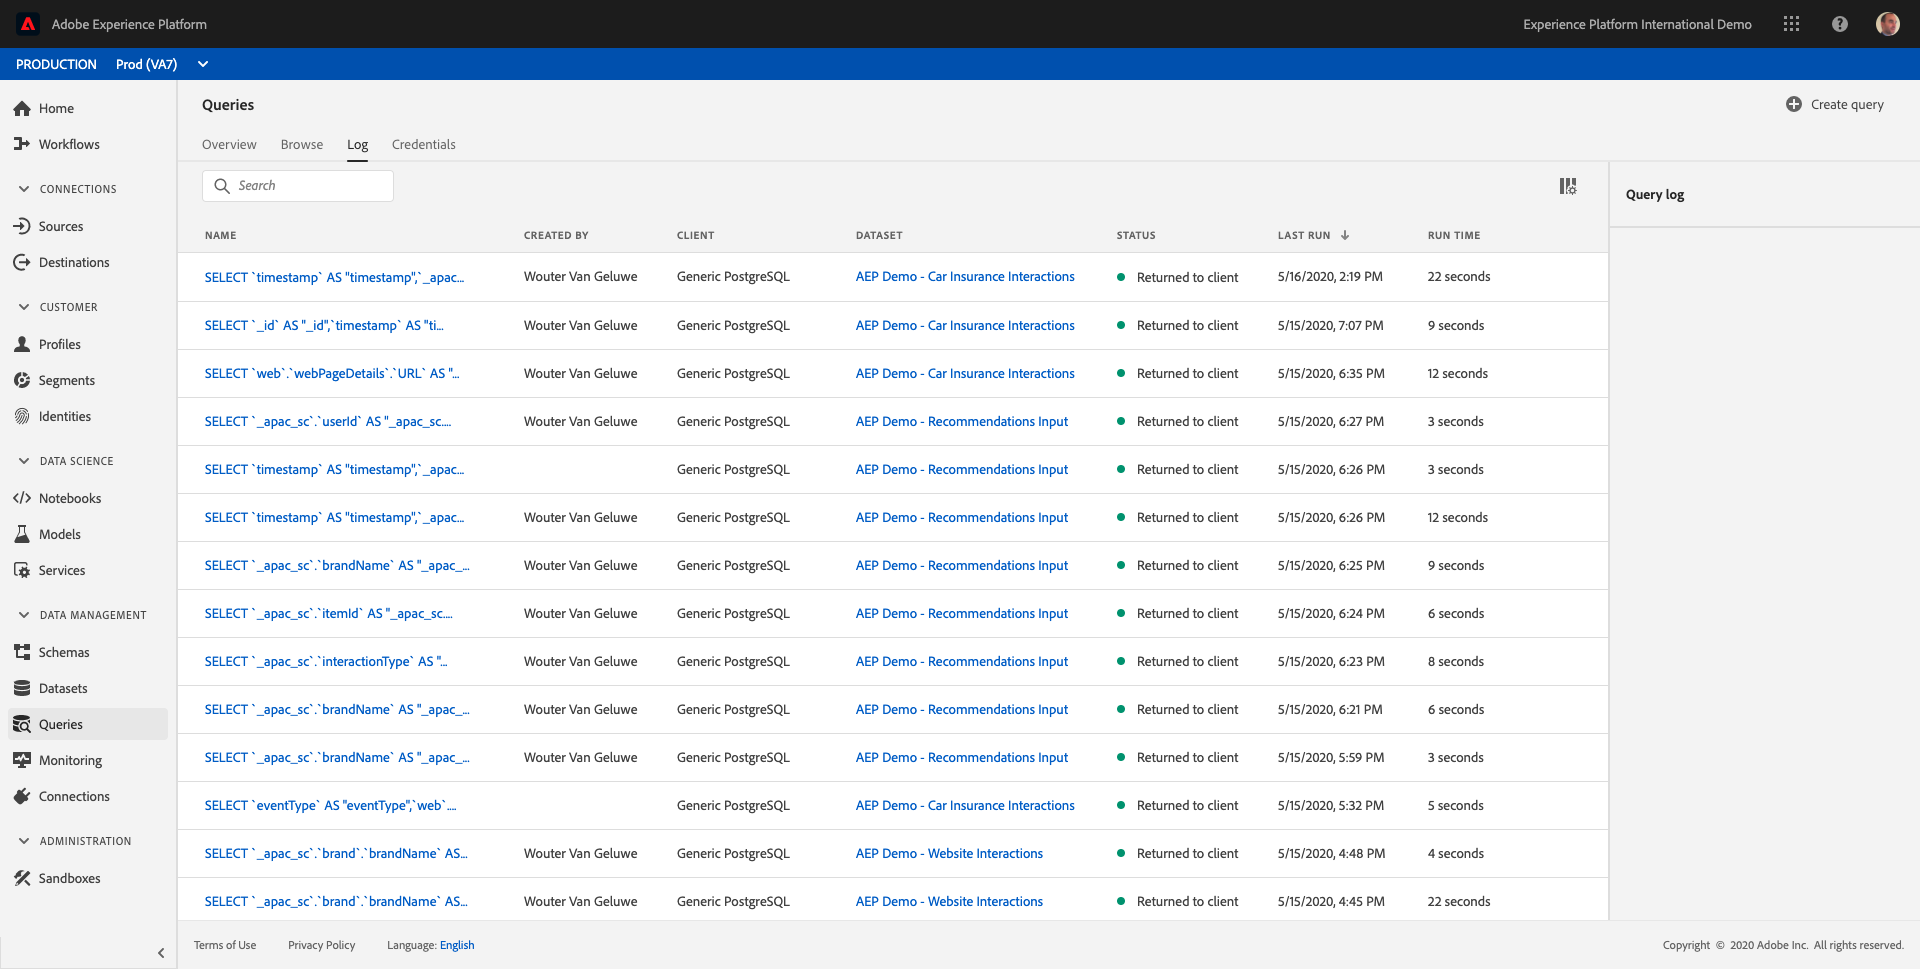 Adobe Experience Platform
Experience Platform International Demo
PRODUCTION Prod (VA7)
Home
Workflows
CONNECTIONS
Sources
Destinations
CUSTOMER
Profiles
Segments
Identities
DATA SCIENCE
Notebooks
Models
Services
DATA MANAGEMENT
Schemas
Datasets
Queries
Monitoring
Connections
ADMINISTRATION
Sandboxes
Queries
Create query
Overview Browse Log Credentials
Search
Query log
NAME CREATED BY CLIENT DATASET STATUS LAST RUN RUN TIME
SELECT `timestamp` AS "timestamp",`_apac... Wouter Van Geluwe Generic PostgreSQL AEP Demo - Car Insurance Interactions Returned to client 5/16/2020, 2:19 PM 22 seconds
SELECT `_id` AS "_id",`timestamp` AS "ti... Wouter Van Geluwe Generic PostgreSQL AEP Demo - Car Insurance Interactions Returned to client 5/15/2020, 7:07 PM 9 seconds
SELECT `web`.`webPageDetails`.`URL` AS "... Wouter Van Geluwe Generic PostgreSQL AEP Demo - Car Insurance Interactions Returned to client 5/15/2020, 6:35 PM 12 seconds
SELECT `_apac_sc`.`userId` AS "_apac_sc.... Wouter Van Geluwe Generic PostgreSQL AEP Demo - Recommendations Input Returned to client 5/15/2020, 6:27 PM 3 seconds
SELECT `timestamp` AS "timestamp",`_apac... Generic PostgreSQL AEP Demo - Recommendations Input Returned to client 5/15/2020, 6:26 PM 3 seconds
SELECT `timestamp` AS "timestamp",`_apac... Wouter Van Geluwe Generic PostgreSQL AEP Demo - Recommendations Input Returned to client 5/15/2020, 6:26 PM 12 seconds
SELECT `_apac_sc`.`brandName` AS "_apac_... Wouter Van Geluwe Generic PostgreSQL AEP Demo - Recommendations Input Returned to client 5/15/2020, 6:25 PM 9 seconds
SELECT `_apac_sc`.`itemId` AS "_apac_sc.... Wouter Van Geluwe Generic PostgreSQL AEP Demo - Recommendations Input Returned to client 5/15/2020, 6:24 PM 6 seconds
SELECT `_apac_sc`.`interactionType` AS "... Wouter Van Geluwe Generic PostgreSQL AEP Demo - Recommendations Input Returned to client 5/15/2020, 6:23 PM 8 seconds
SELECT `_apac_sc`.`brandName` AS "_apac_... Wouter Van Geluwe Generic PostgreSQL AEP Demo - Recommendations Input Returned to client 5/15/2020, 6:21 PM 6 seconds
SELECT `_apac_sc`.`brandName` AS "_apac_... Wouter Van Geluwe Generic PostgreSQL AEP Demo - Recommendations Input Returned to client 5/15/2020, 5:59 PM 3 seconds
SELECT `eventType` AS "eventType",`web`.... Generic PostgreSQL AEP Demo - Car Insurance Interactions Returned to client 5/15/2020, 5:32 PM 5 seconds
SELECT `_apac_sc`.`brand`.`brandName` AS... Wouter Van Geluwe Generic PostgreSQL AEP Demo - Website Interactions Returned to client 5/15/2020, 4:48 PM 4 seconds
SELECT `_apac_sc`.`brand`.`brandName` AS... Wouter Van Geluwe Generic PostgreSQL AEP Demo - Website Interactions Returned to client 5/15/2020, 4:45 PM 22 seconds
Terms of Use Privacy Policy Language: English Copyright © 2020 Adobe Inc. All rights reserved.